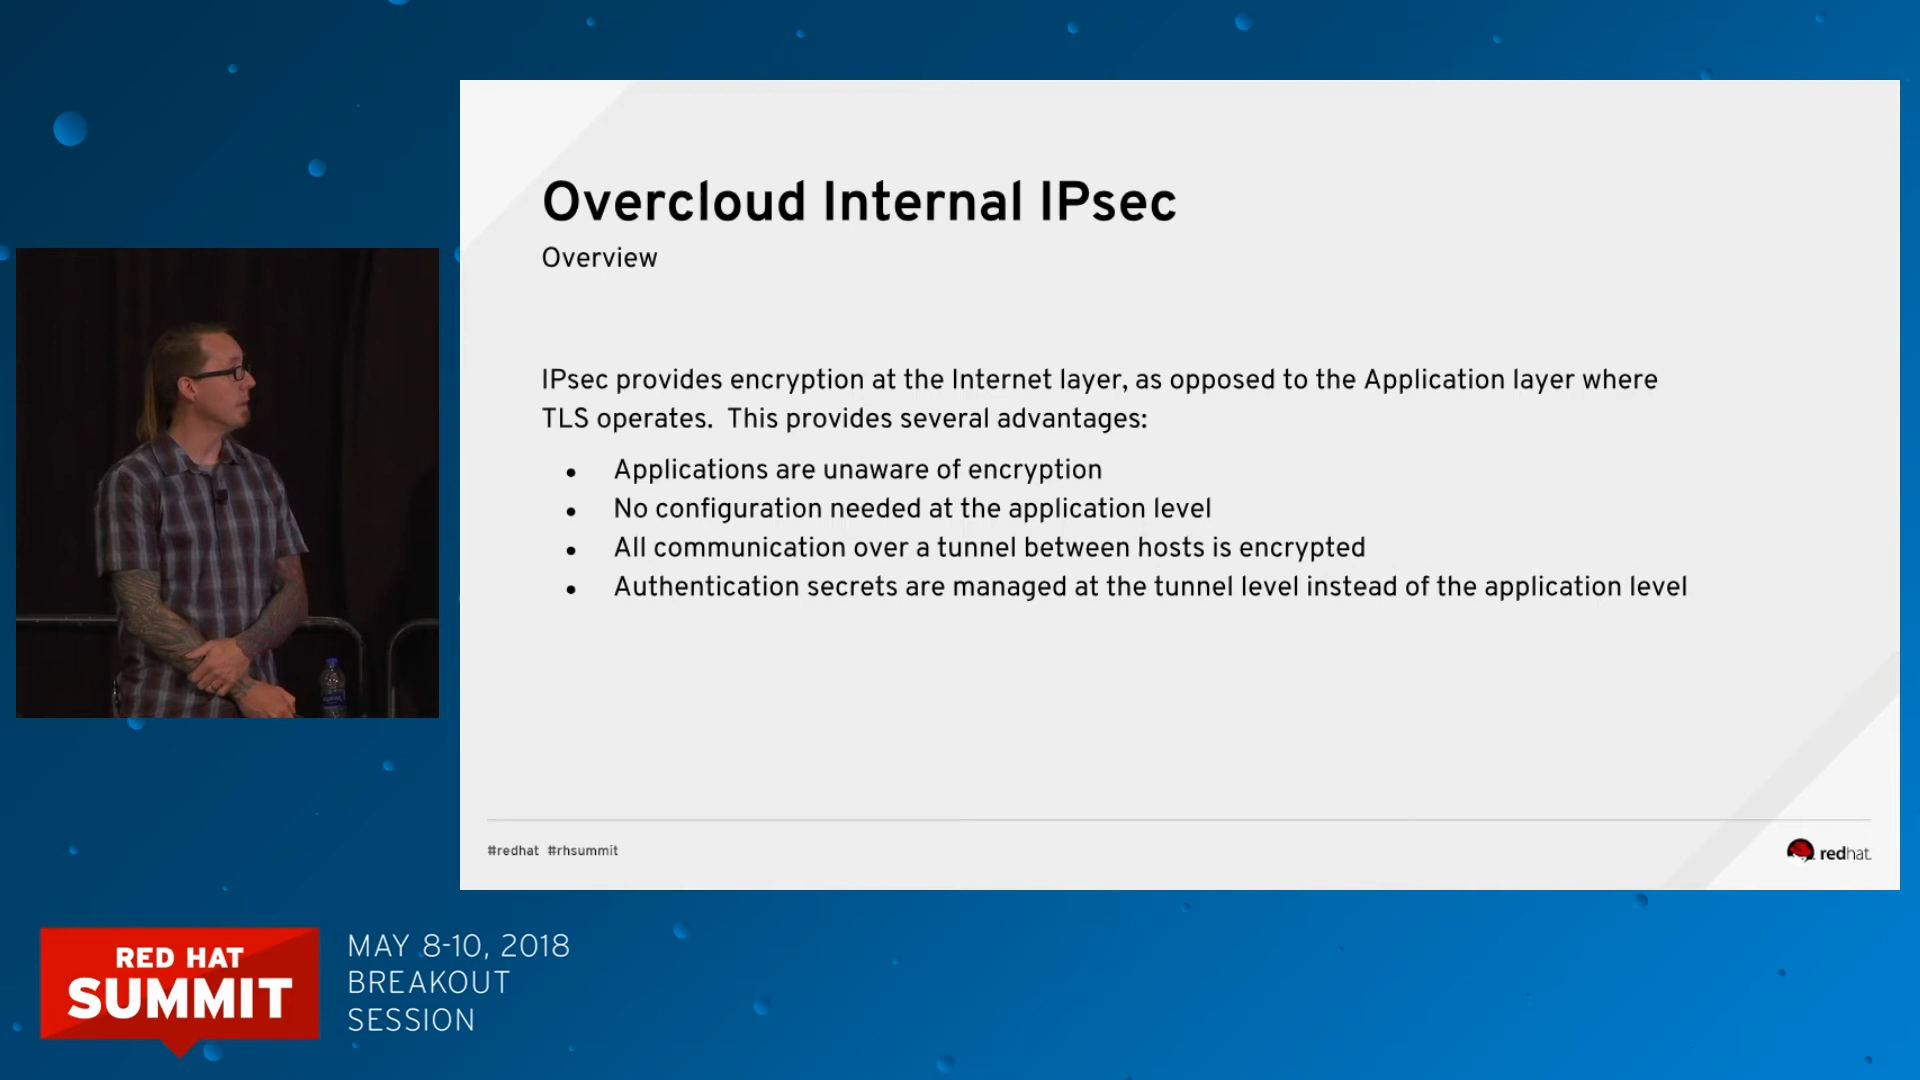 Overcloud Internal IPsec
Overview
IPsec provides encryption at the Internet layer, as opposed to the Application layer where
TLS operates.  This provides several advantages:
● Applications are unaware of encryption
● No configuration needed at the application level
● All communication over a tunnel between hosts is encrypted
● Authentication secrets are managed at the tunnel level instead of the application level
#redhat #rhsummit
redhat.
RED HAT
SUMMIT
MAY 8-10, 2018
BREAKOUT
SESSION